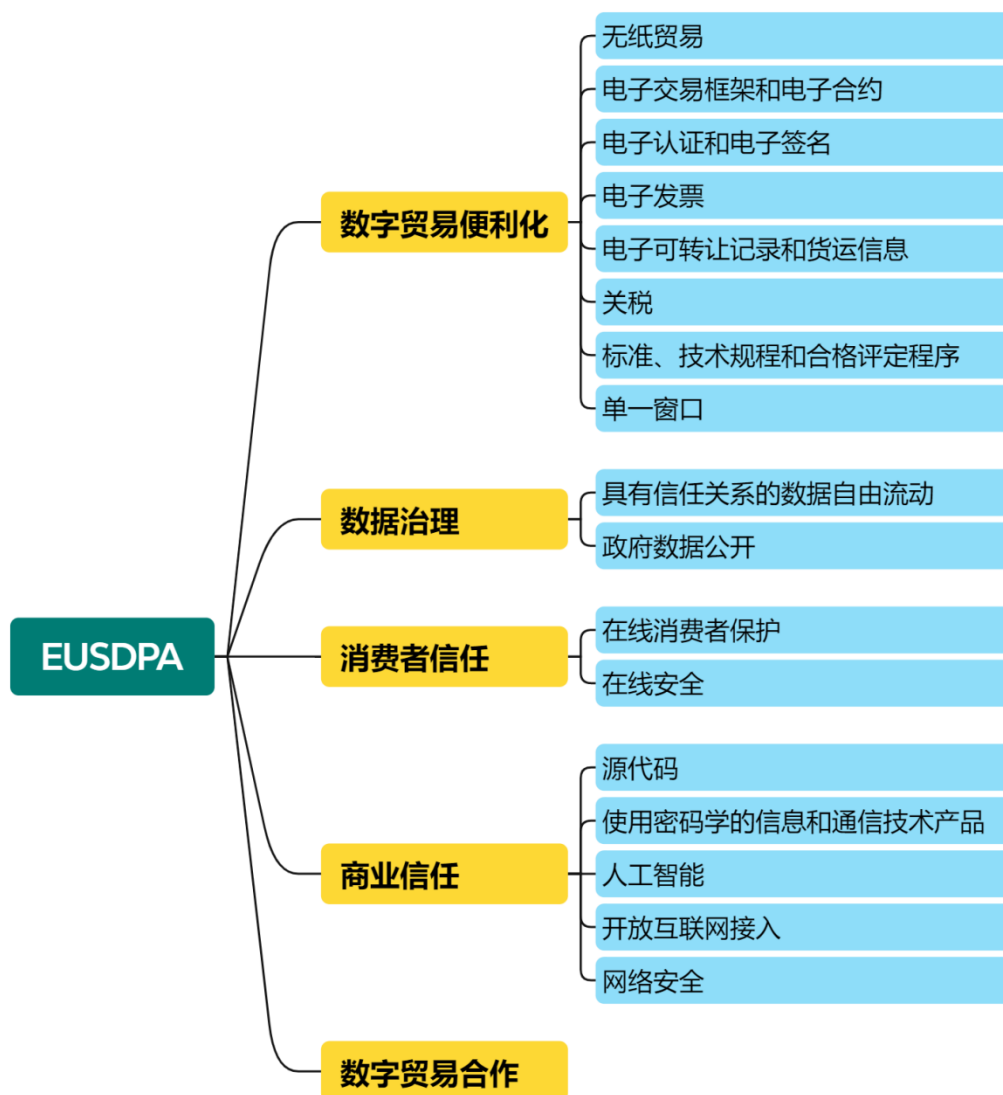 无纸贸易
电子交易框架和电子合约
电子认证和电子签名
电子发票
数字贸易便利化
电子可转让记录和货运信息
关税
标准、技术规程和合格评定程序
单一窗口
具有信任关系的数据自由流动
数据治理
政府数据公开
在线消费者保护
EUSDPA
消费者信任
在线安全
源代码
使用密码学的信息和通信技术产品
商业信任
人工智能
开放互联网接入
网络安全
数字贸易合作